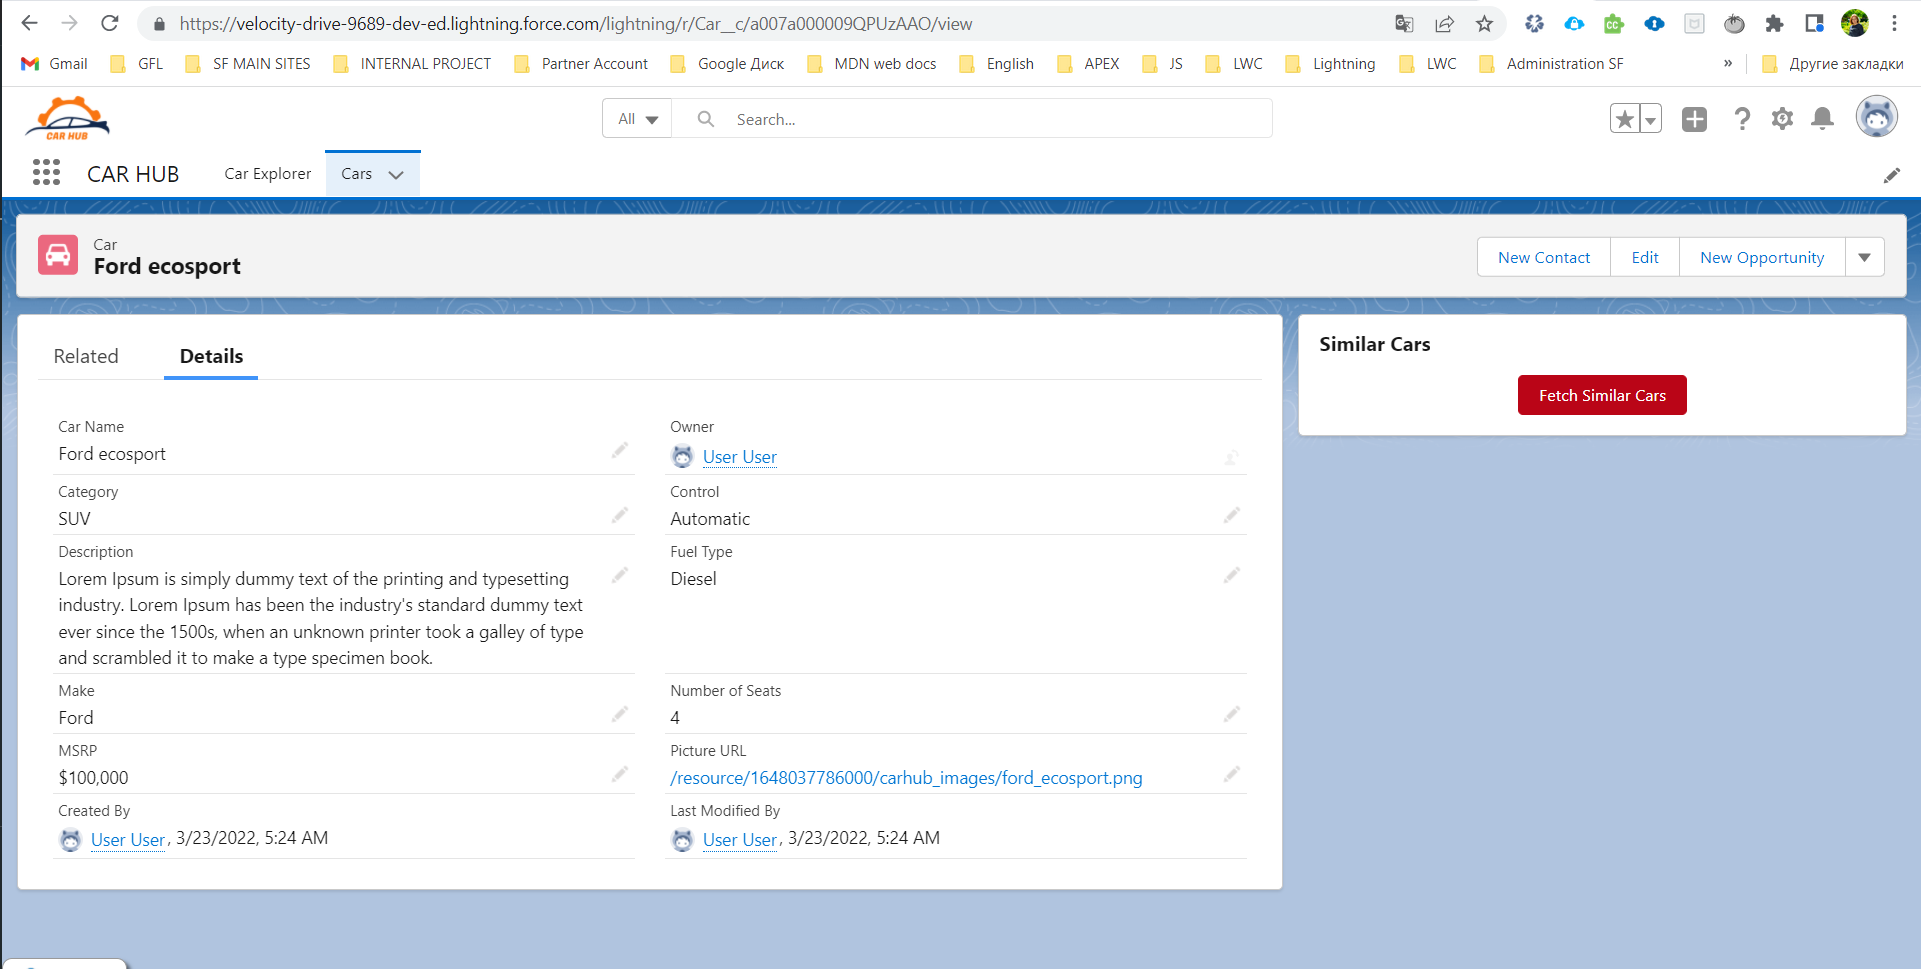 https://velocity-drive-9689-dev-ed.lightning.force.com/lightning/r/Car__c/a007a000009QPUzAAO/view
Gmail GFL SF MAIN SITES INTERNAL PROJECT Partner Account Google Диск MDN web docs English APEX JS LWC Lightning LWC Administration SF » Другие закладки
CAR HUB
All Search...
CAR HUB Car Explorer Cars
Car
Ford ecosport
New Contact Edit New Opportunity
Related Details
Car Name
Ford ecosport
Owner
User User
Category
SUV
Control
Automatic
Description
Lorem Ipsum is simply dummy text of the printing and typesetting
industry. Lorem Ipsum has been the industry's standard dummy text
ever since the 1500s, when an unknown printer took a galley of type
and scrambled it to make a type specimen book.
Fuel Type
Diesel
Make
Ford
Number of Seats
4
MSRP
$100,000
Picture URL
/resource/1648037786000/carhub_images/ford_ecosport.png
Created By
User User, 3/23/2022, 5:24 AM
Last Modified By
User User, 3/23/2022, 5:24 AM
Similar Cars
Fetch Similar Cars